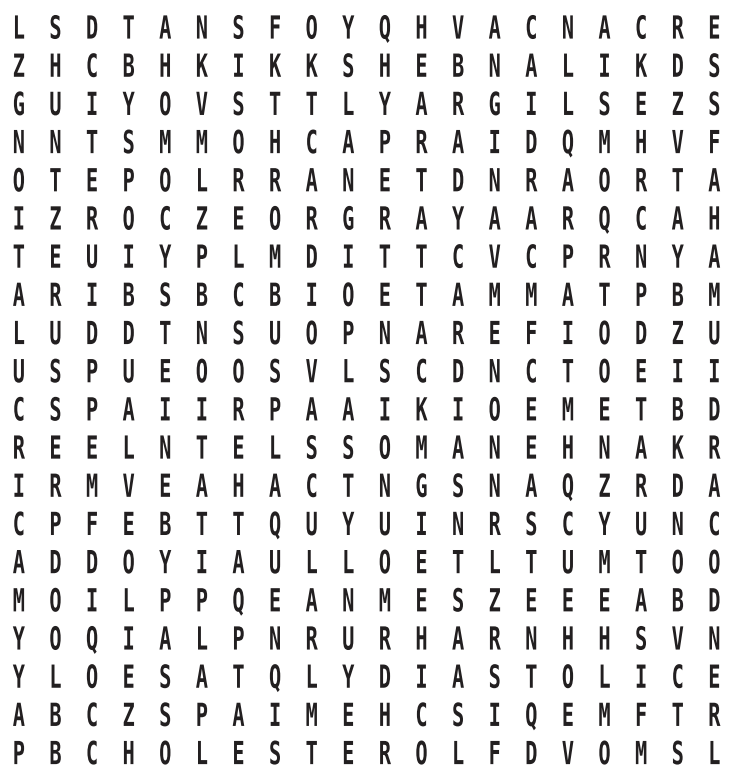 L S D T A N S F O Y Q H V A C N A C R E
Z H C B H K I K K S H E B N A L I K D S
G U I Y O V S T T L Y A R G I L S E Z S
N N T S M M O H C A P R A I D Q M H V F
O T E P O L R R A N E T D N R A O R T A
I Z R O C Z E O R G R A Y A A R Q C A H
T E U I Y P L M D I T T C V C P R N Y A
A R I B S B C B I O E T A M M A T P B M
L U D D T N S U O P N A R E F I O D Z U
U S P U E O O S V L S C D N C T O E I I
C S P A I I R P A A I K I O E M E T B D
R E E L N T E L S S O M A N E H N A K R
I R M V E A H A C T N G S N A Q Z R D A
C P F E B T T Q U Y U I N R S C Y U N C
A D D O Y I A U L L O E T L T U M T O O
M O I L P P Q E A N M E S Z E E E A B D
Y O Q I A L P N R U R H A R N H H S V N
Y L O E S A T Q L Y D I A S T O L I C E
A B C Z S P A I M E H C S I Q E M F T R
P B C H O L E S T E R O L F D V O M S L